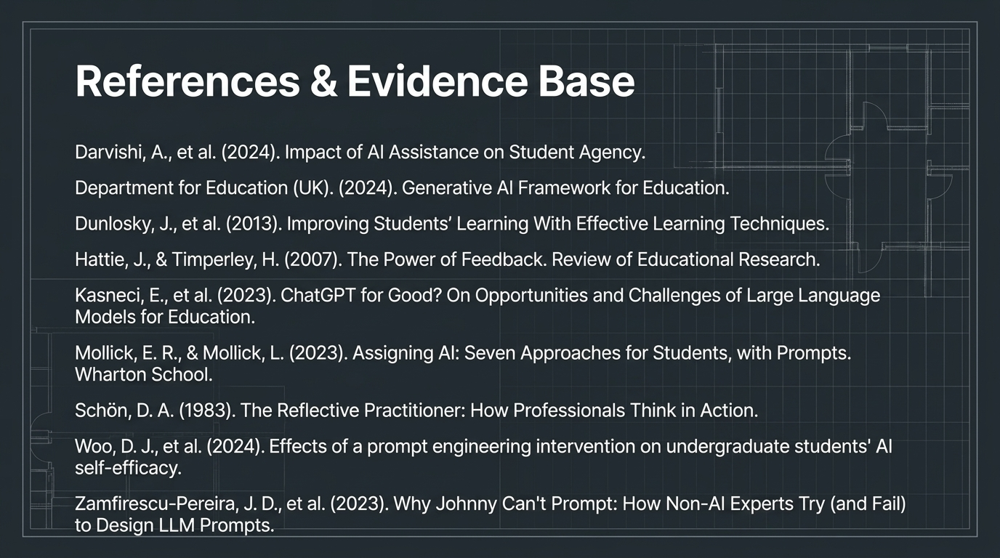 References & Evidence Base
Darvishi, A., et al. (2024). Impact of AI Assistance on Student Agency.
Department for Education (UK). (2024). Generative AI Framework for Education.
Dunlosky, J., et al. (2013). Improving Students’ Learning With Effective Learning Techniques.
Hattie, J., & Timperley, H. (2007). The Power of Feedback. Review of Educational Research.
Kasneci, E., et al. (2023). ChatGPT for Good? On Opportunities and Challenges of Large Language
Models for Education.
Mollick, E. R., & Mollick, L. (2023). Assigning AI: Seven Approaches for Students, with Prompts.
Wharton School.
Schön, D. A. (1983). The Reflective Practitioner: How Professionals Think in Action.
Woo, D. J., et al. (2024). Effects of a prompt engineering intervention on undergraduate students' AI
self-efficacy.
Zamfirescu-Pereira, J. D., et al. (2023). Why Johnny Can't Prompt: How Non-AI Experts Try (and Fail)
to Design LLM Prompts.